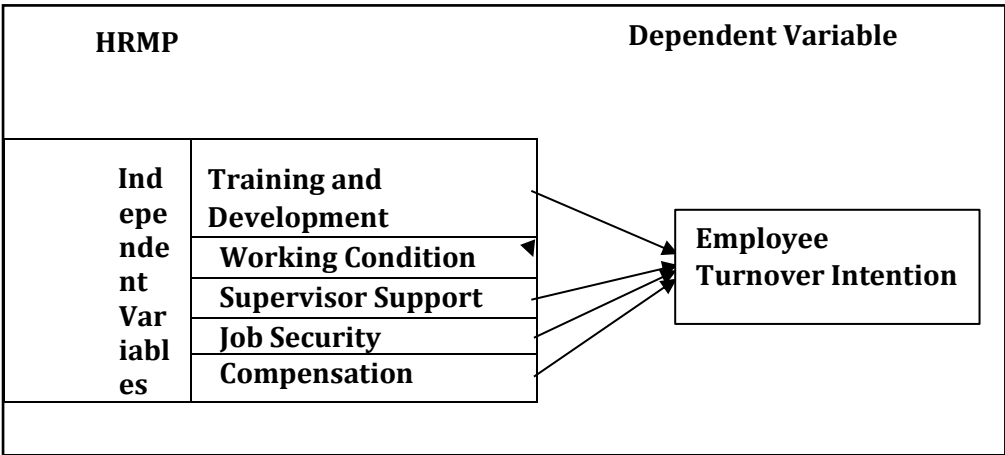 HRMP
Dependent Variable
Ind
epe
nde
nt
Var
iabl
es
Training and
Development
Working Condition
Supervisor Support
Job Security
Compensation
Employee
Turnover Intention